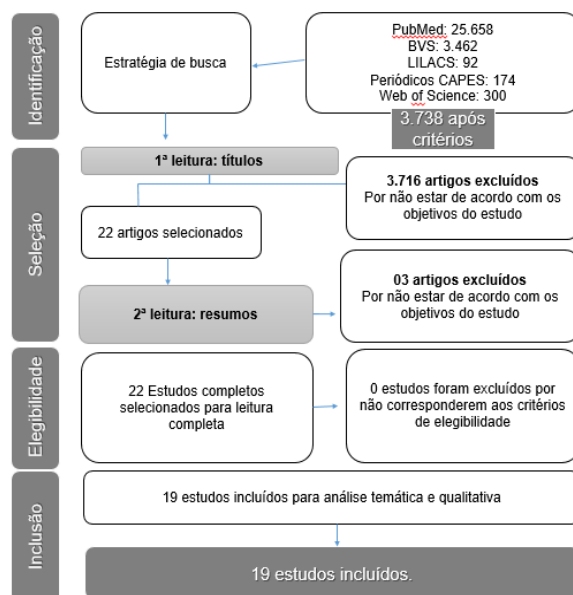 Identificação
Estratégia de busca
PubMed: 25.658
BVS: 3.462
LILACS: 92
Periódicos CAPES: 174
Web of Science: 300
3.738 após
critérios
Seleção
1ª leitura: títulos
3.716 artigos excluídos
Por não estar de acordo com os
objetivos do estudo
22 artigos selecionados
03 artigos excluídos
Por não estar de acordo com os
objetivos do estudo
2ª leitura: resumos
Elegibilidade
22 Estudos completos
selecionados para leitura
completa
0 estudos foram excluídos por
não corresponderem aos critérios
de elegibilidade
Inclusão
19 estudos incluídos para análise temática e qualitativa
19 estudos incluídos.